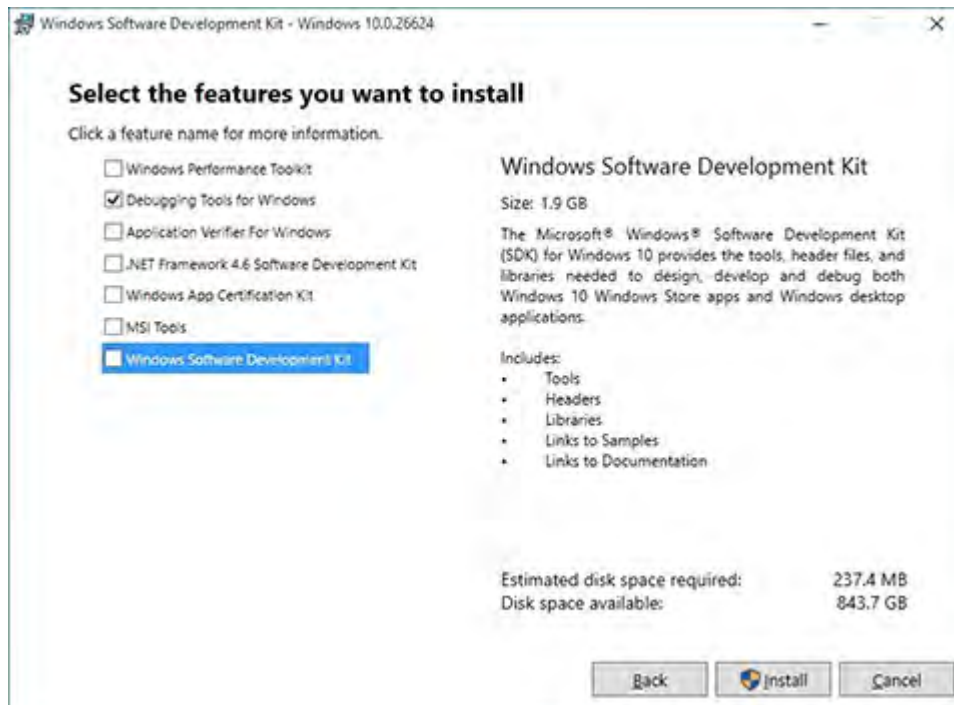 Windows Software Development Kit - Windows 10.0.26624
Select the features you want to install
Click a feature name for more information.
Windows Performance Toolkit
Debugging Tools for Windows
Application Verifier For Windows
.NET Framework 4.6 Software Development Kit
Windows App Certification Kit
MSI Tools
Windows Software Development Kit
Windows Software Development Kit
Size: 1.9 GB
The Microsoft® Windows® Software Development Kit
(SDK) for Windows 10 provides the tools, header files, and
libraries needed to design, develop and debug both
Windows 10 Windows Store apps and Windows desktop
applications.
Includes:
• Tools
• Headers
• Libraries
• Links to Samples
• Links to Documentation
Estimated disk space required: 237.4 MB
Disk space available: 843.7 GB
Back Install Cancel